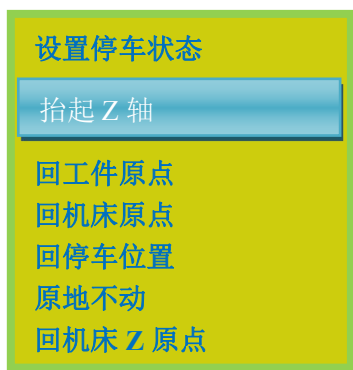 设置停车状态
抬起 Z 轴
回工件原点
回机床原点
回停车位置
原地不动
回机床 Z 原点